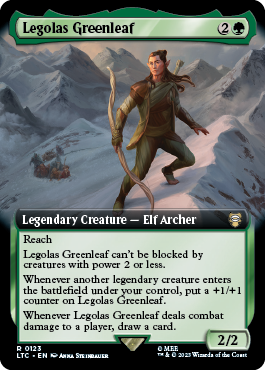 Legolas Greenleaf 2
Legendary Creature — Elf Archer
Reach
Legolas Greenleaf can't be blocked by
creatures with power 2 or less.
Whenever another legendary creature enters
the battlefield under your control, put a +1/+1
counter on Legolas Greenleaf.
Whenever Legolas Greenleaf deals combat
damage to a player, draw a card.
2/2
R 0123
LTC • EN Anna Steinbauer
© MEE
™ & © 2023 Wizards of the Coast